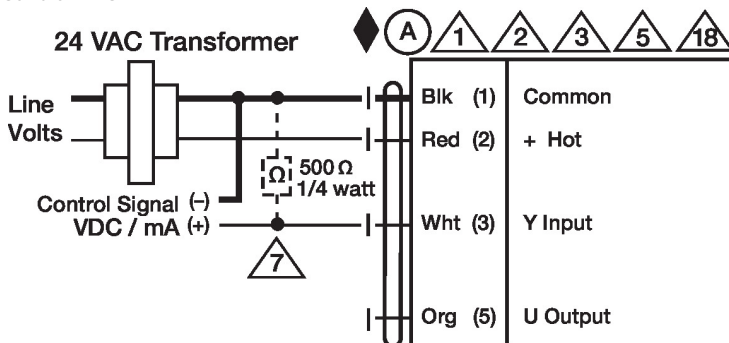 24 VAC Transformer
A 1 2 3 5 18
Line
Volts
Blk (1) Common
Red (2) + Hot
Ω 500 Ω
1/4 watt
Control Signal (–)
VDC / mA (+)
Wht (3) Y Input
7
Org (5) U Output